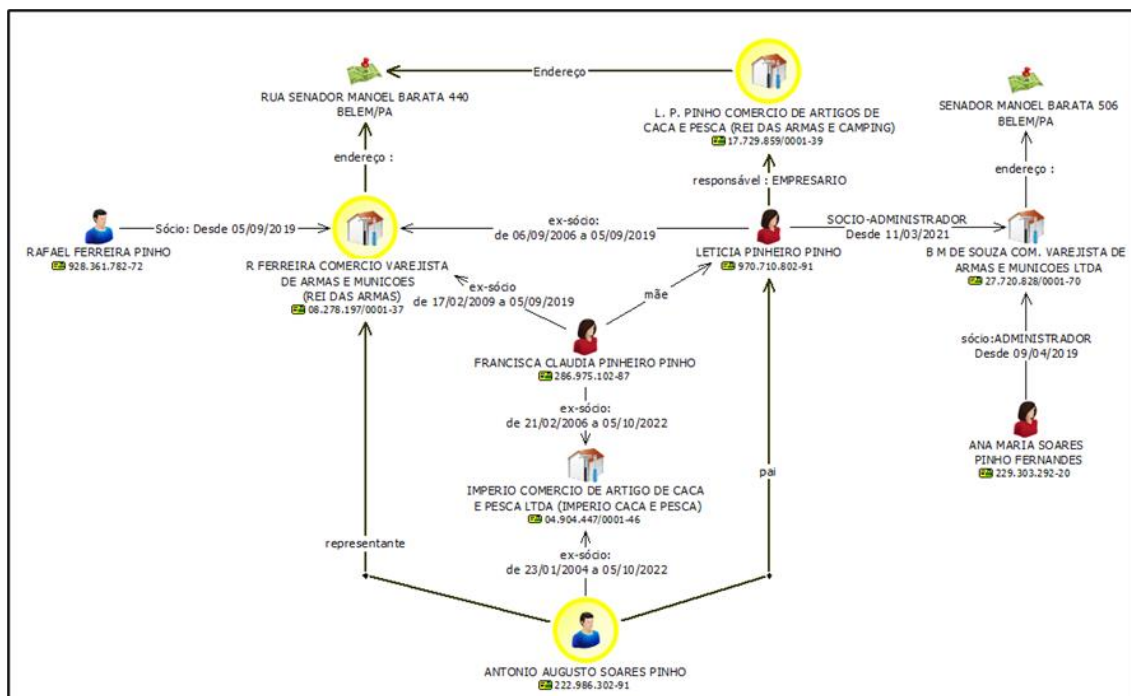 Endereço
RUA SENADOR MANOEL BARATA 440
BELEM/PA
L. P. PINHO COMERCIO DE ARTIGOS DE
CACA E PESCA (REI DAS ARMAS E CAMPING)
17.729.859/0001-39
SENADOR MANOEL BARATA 506
BELEM/PA
endereço :
responsável : EMPRESARIO
endereço :
RAFAEL FERREIRA PINHO
928.361.782-72
Sócio: Desde 05/09/2019
R FERREIRA COMERCIO VAREJISTA
DE ARMAS E MUNICOES
(REI DAS ARMAS)
08.278.197/0001-37
ex-sócio:
de 06/09/2006 a 05/09/2019
LETICIA PINHEIRO PINHO
970.710.802-91
SOCIO-ADMINISTRADOR
Desde 11/03/2021
B M DE SOUZA COM. VAREJISTA DE
ARMAS E MUNICOES LTDA
27.720.828/0001-70
ex-sócio
de 17/02/2009 a 05/09/2019
mãe
FRANCISCA CLAUDIA PINHEIRO PINHO
286.975.102-87
sócio:ADMINISTRADOR
Desde 09/04/2019
ex-sócio:
de 21/02/2006 a 05/10/2022
ANA MARIA SOARES
PINHO FERNANDES
229.303.292-20
IMPERIO COMERCIO DE ARTIGO DE CACA
E PESCA LTDA (IMPERIO CACA E PESCA)
04.904.447/0001-46
pai
representante
ex-sócio:
de 23/01/2004 a 05/10/2022
ANTONIO AUGUSTO SOARES PINHO
222.986.302-91